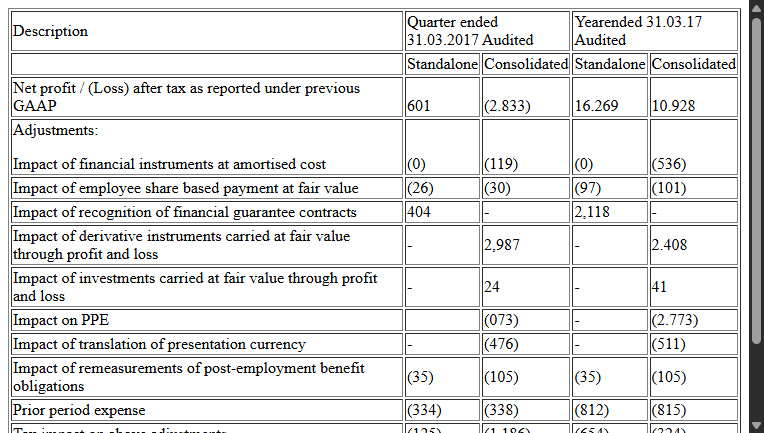 Description
Quarter ended
31.03.2017 Audited
Yearended 31.03.17
Audited
Standalone Consolidated Standalone Consolidated
Net profit / (Loss) after tax as reported under previous
GAAP
601 (2.833) 16.269 10.928
Adjustments:
Impact of financial instruments at amortised cost (0) (119) (0) (536)
Impact of employee share based payment at fair value (26) (30) (97) (101)
Impact of recognition of financial guarantee contracts 404 - 2,118 -
Impact of derivative instruments carried at fair value
through profit and loss
- 2,987 - 2.408
Impact of investments carried at fair value through profit
and loss
- 24 - 41
Impact on PPE (073) - (2.773)
Impact of translation of presentation currency - (476) - (511)
Impact of remeasurements of post-employment benefit
obligations
(35) (105) (35) (105)
Prior period expense (334) (338) (812) (815)
Tax impact on above adjustments